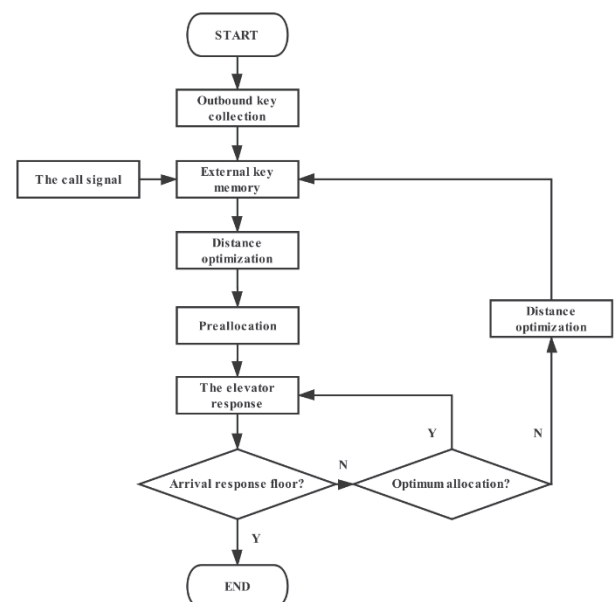 START
Outbound key
collection
The call signal
External key
memory
Distance
optimization
Preallocation
Distance
optimization
The elevator
response
Y
N
Arrival response floor?
N
Optimum allocation?
Y
END